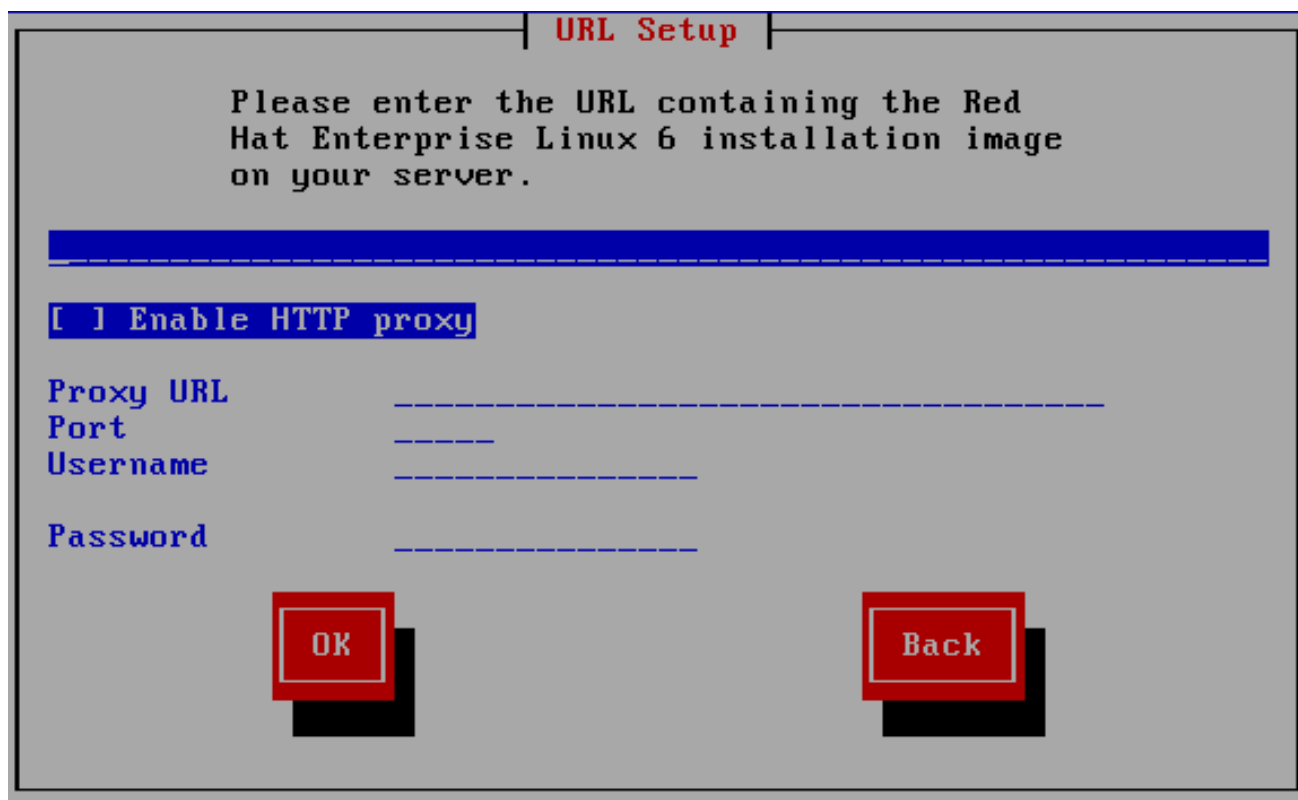 URL Setup
Please enter the URL containing the Red
Hat Enterprise Linux 6 installation image
on your server.
[ ] Enable HTTP proxy
Proxy URL
Port
Username
Password
OK
Back